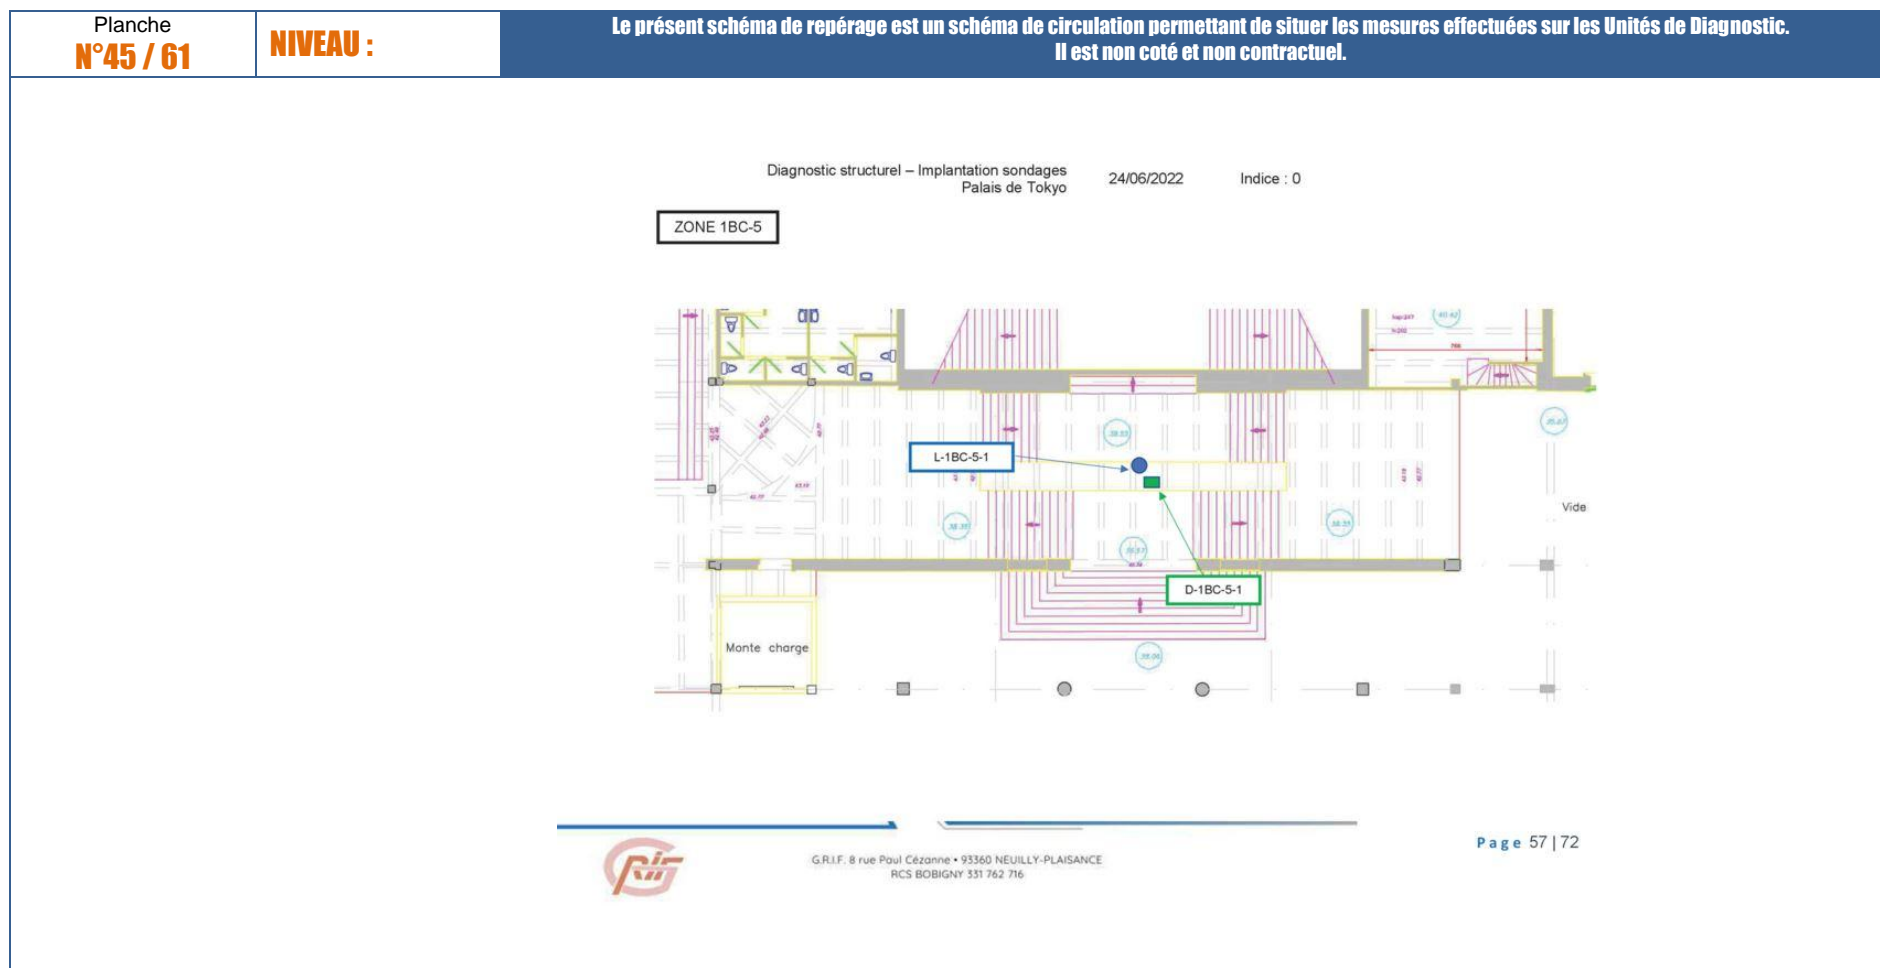 Planche
N°45 / 61
NIVEAU :
Le présent schéma de repérage est un schéma de circulation permettant de situer les mesures effectuées sur les Unités de Diagnostic.
Il est non coté et non contractuel.
Diagnostic structurel – Implantation sondages
Palais de Tokyo
24/06/2022
Indice : 0
ZONE 1BC-5
L-1BC-5-1
Vide
D-1BC-5-1
Monte charge
Page 57 | 72
G.R.I.F. 8 rue Paul Cézanne • 93360 NEUILLY-PLAISANCE
RCS BOBIGNY 331 762 716